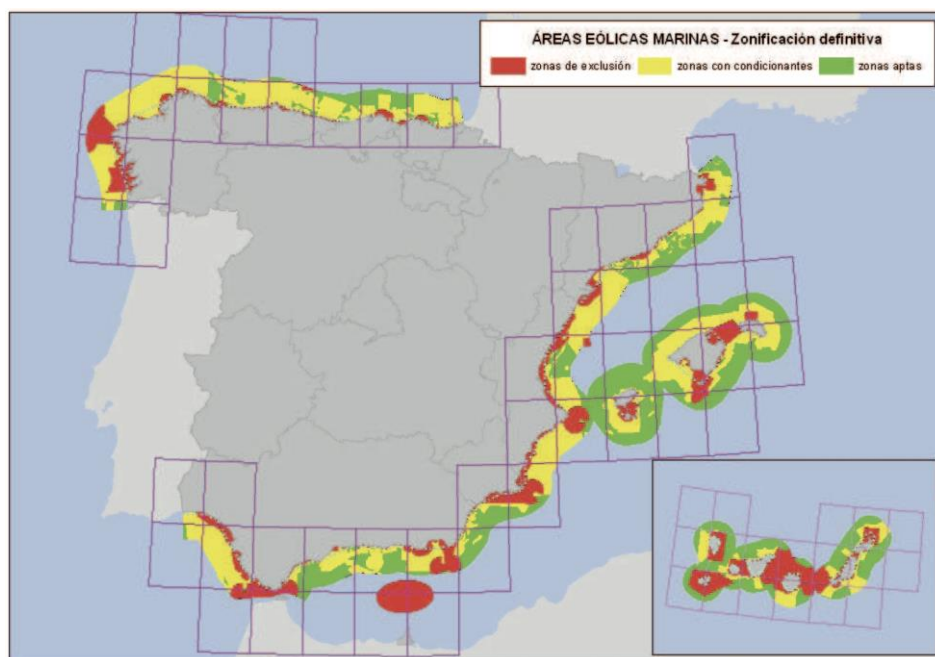 ÁREAS EÓLICAS MARINAS - Zonificación definitiva
zonas de exclusión zonas con condicionantes zonas aptas